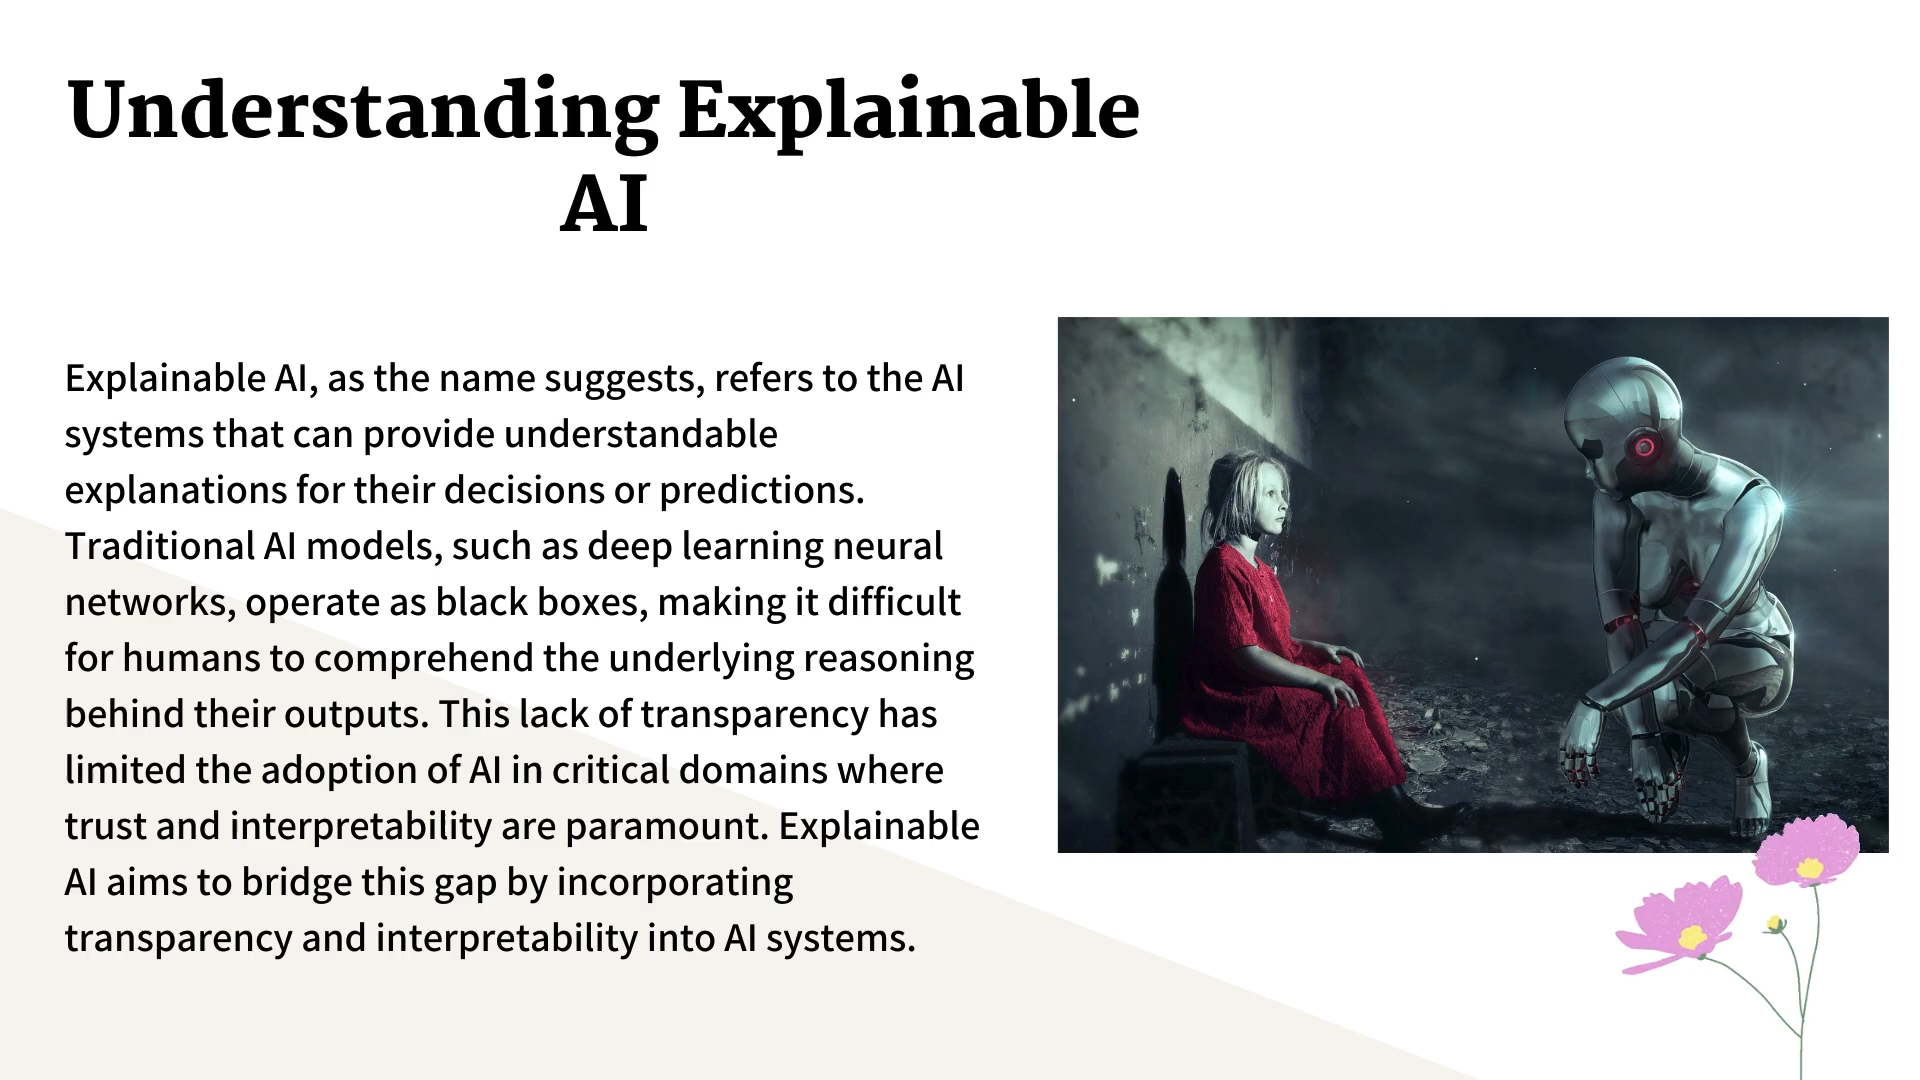 Understanding Explainable
AI
Explainable AI, as the name suggests, refers to the AI
systems that can provide understandable
explanations for their decisions or predictions.
Traditional AI models, such as deep learning neural
networks, operate as black boxes, making it difficult
for humans to comprehend the underlying reasoning
behind their outputs. This lack of transparency has
limited the adoption of AI in critical domains where
trust and interpretability are paramount. Explainable
AI aims to bridge this gap by incorporating
transparency and interpretability into AI systems.